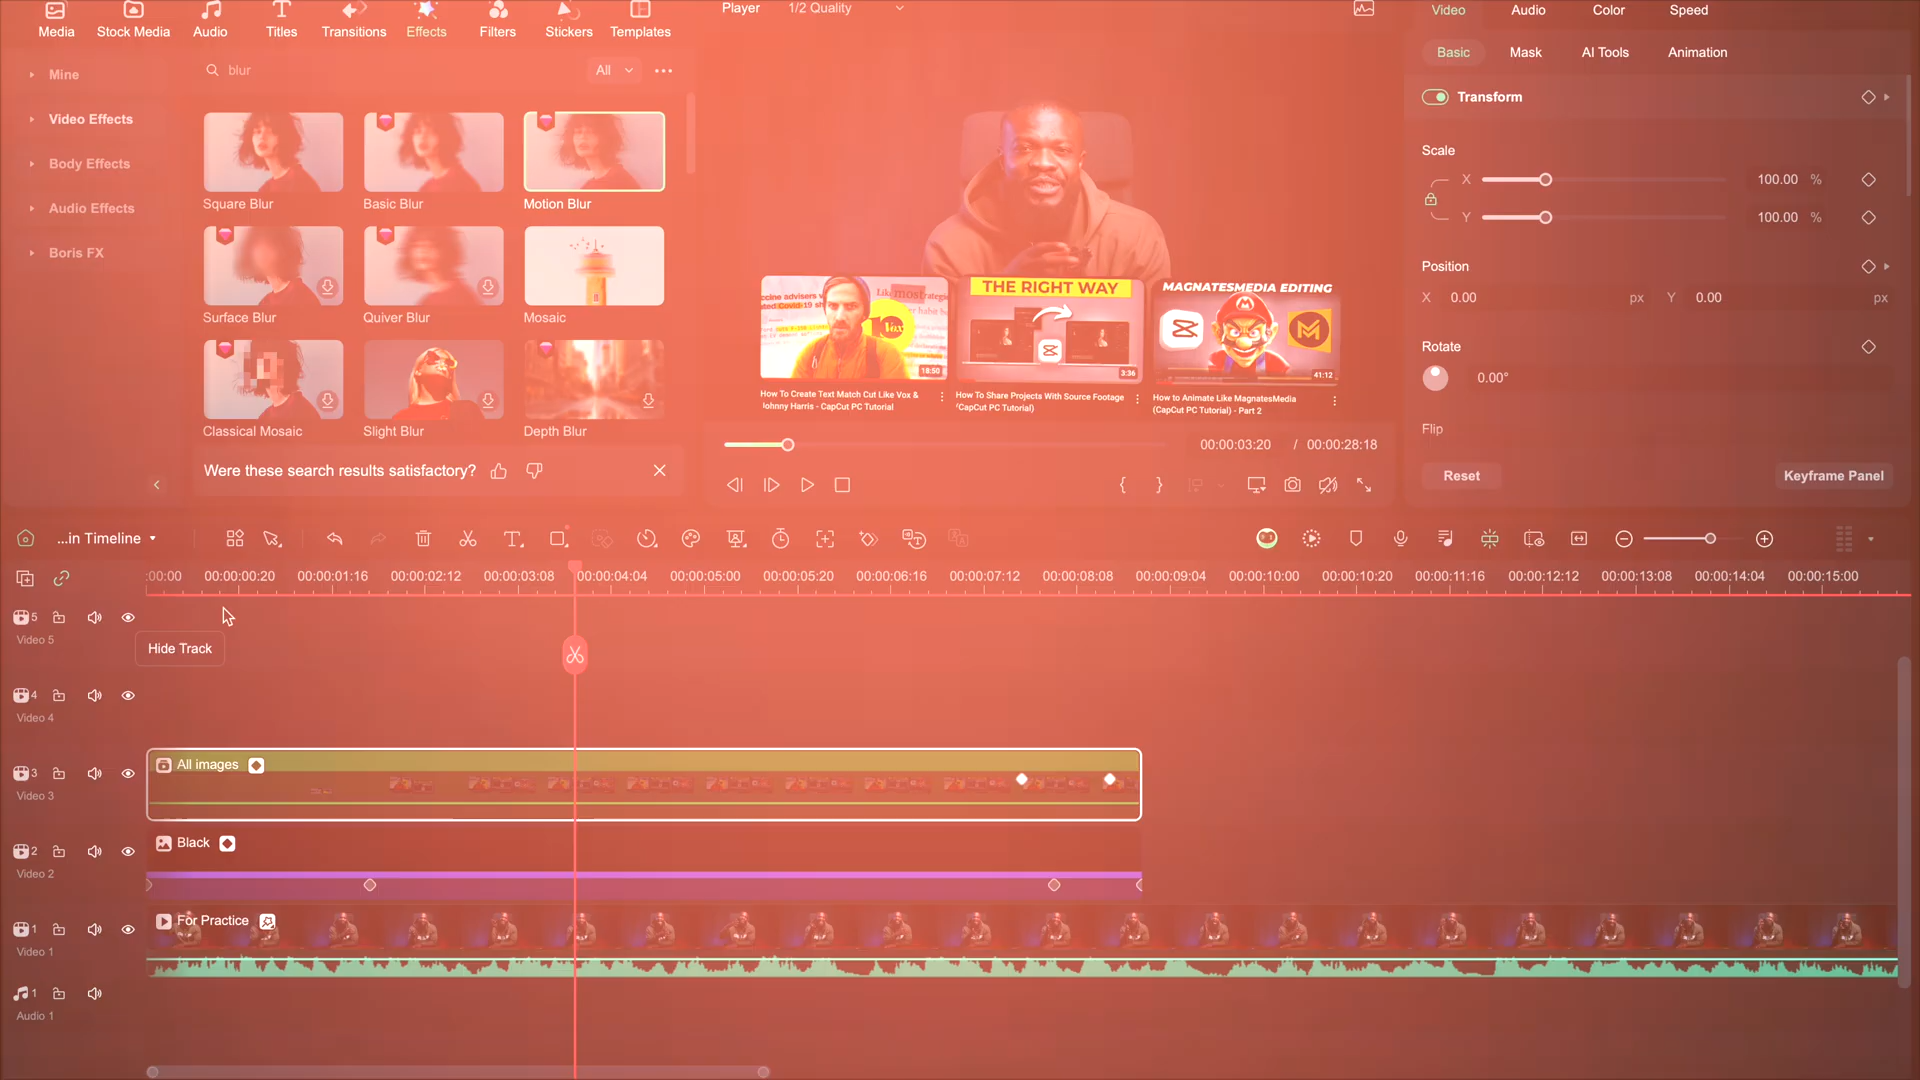 Media
Stock Media
Audio
Titles
Transitions
Effects
Filters
Stickers
Templates
Player
1/2 Quality
Video
Audio
Color
Speed
Basic
Mask
AI Tools
Animation
Mine
Video Effects
Body Effects
Audio Effects
Boris FX
blur
All
Square Blur
Basic Blur
Motion Blur
Surface Blur
Quiver Blur
Mosaic
Classical Mosaic
Slight Blur
Depth Blur
Were these search results satisfactory?
Vox
18:50
How To Create Text Match Cut Like Vox &
Johnny Harris - CapCut PC Tutorial
THE RIGHT WAY
3:36
How To Share Projects With Source Footage
(CapCut PC Tutorial)
MAGNATESMEDIA EDITING
41:12
How to Animate Like MagnatesMedia
(CapCut PC Tutorial) - Part 2
00:00:03:20 / 00:00:28:18
Transform
Scale
X 100.00 %
Y 100.00 %
Position
X 0.00 px Y 0.00 px
Rotate
0.00°
Flip
Reset
Keyframe Panel
...in Timeline
:00:00 00:00:00:20 00:00:01:16 00:00:02:12 00:00:03:08 00:00:04:04 00:00:05:00 00:00:05:20 00:00:06:16 00:00:07:12 00:00:08:08 00:00:09:04 00:00:10:00 00:00:10:20 00:00:11:16 00:00:12:12 00:00:13:08 00:00:14:04 00:00:15:00
5
Video 5
Hide Track
4
Video 4
3
Video 3
All images
2
Video 2
Black
1
Video 1
For Practice
1
Audio 1